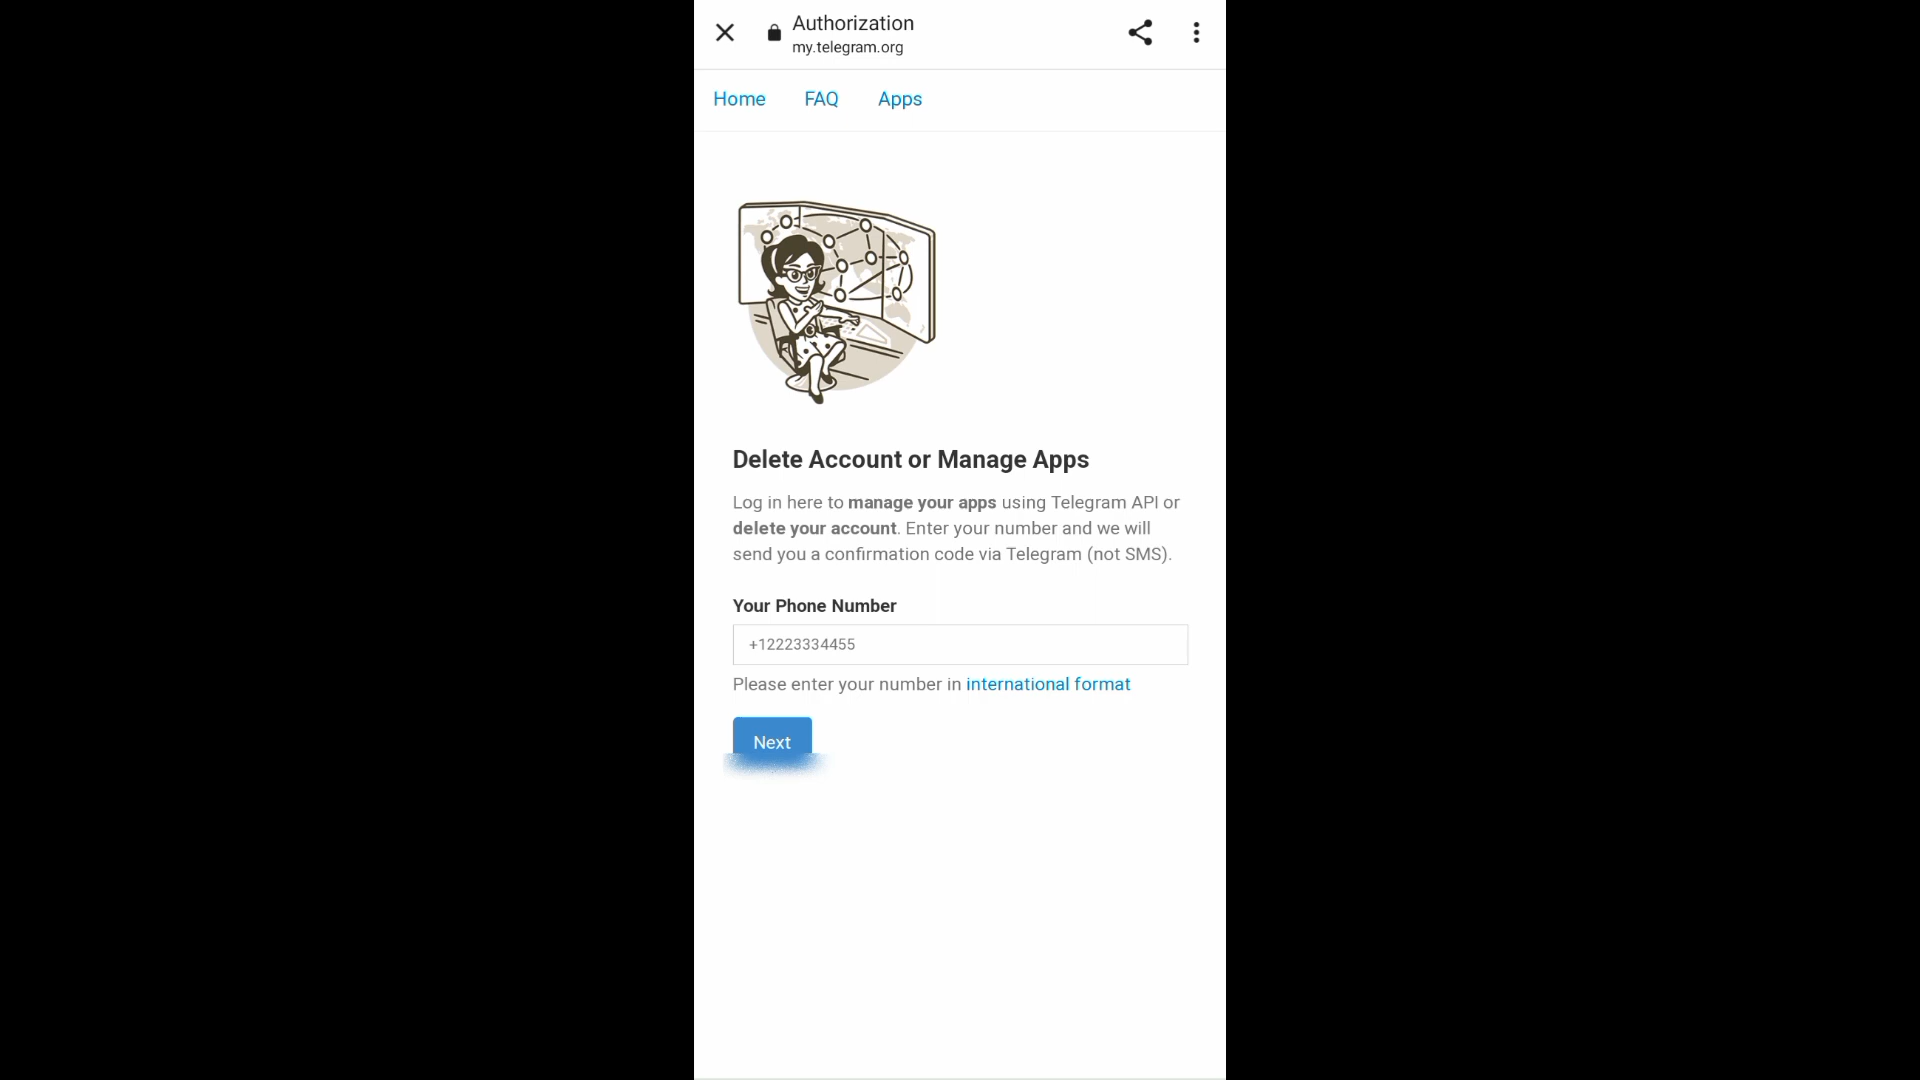 Authorization
my.telegram.org
Home FAQ Apps
Delete Account or Manage Apps
Log in here to manage your apps using Telegram API or
delete your account. Enter your number and we will
send you a confirmation code via Telegram (not SMS).
Your Phone Number
+12223334455
Please enter your number in international format
Next